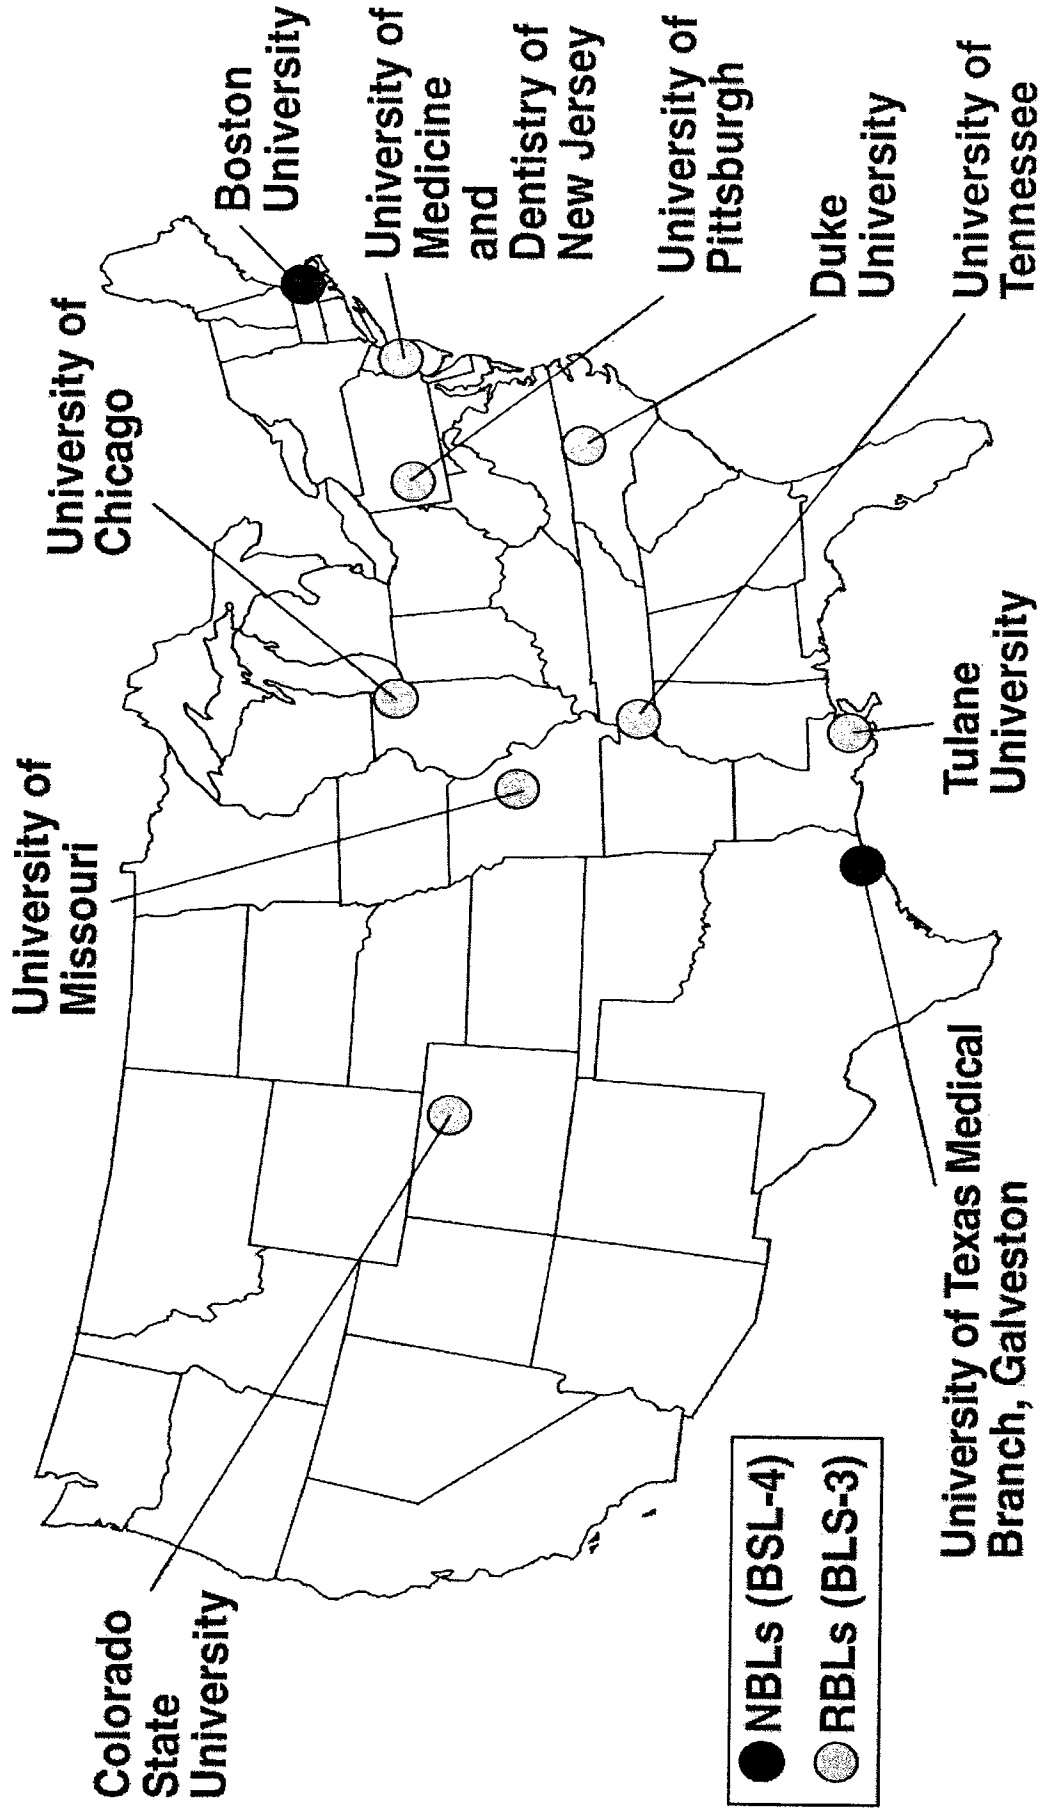 Colorado
State
University
University of
Missouri
University of
Chicago
Boston
University
University of
Medicine
and
Dentistry of
New Jersey
University of
Pittsburgh
Duke
University
University of
Tennessee
Tulane
University
University of Texas Medical
Branch, Galveston
NBLs (BSL-4)
RBLs (BLS-3)